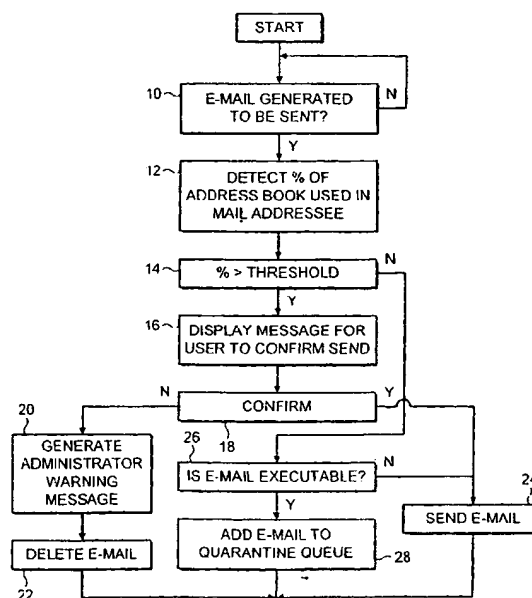 START
10
E-MAIL GENERATED
TO BE SENT?
N
Y
12
DETECT % OF
ADDRESS BOOK USED IN
MAIL ADDRESSEE
14
% > THRESHOLD
N
Y
16
DISPLAY MESSAGE FOR
USER TO CONFIRM SEND
N
CONFIRM
Y
18
20
GENERATE
ADMINISTRATOR
WARNING
MESSAGE
26
IS E-MAIL EXECUTABLE?
N
Y
24
SEND E-MAIL
DELETE E-MAIL
22
ADD E-MAIL TO
QUARANTINE QUEUE
28